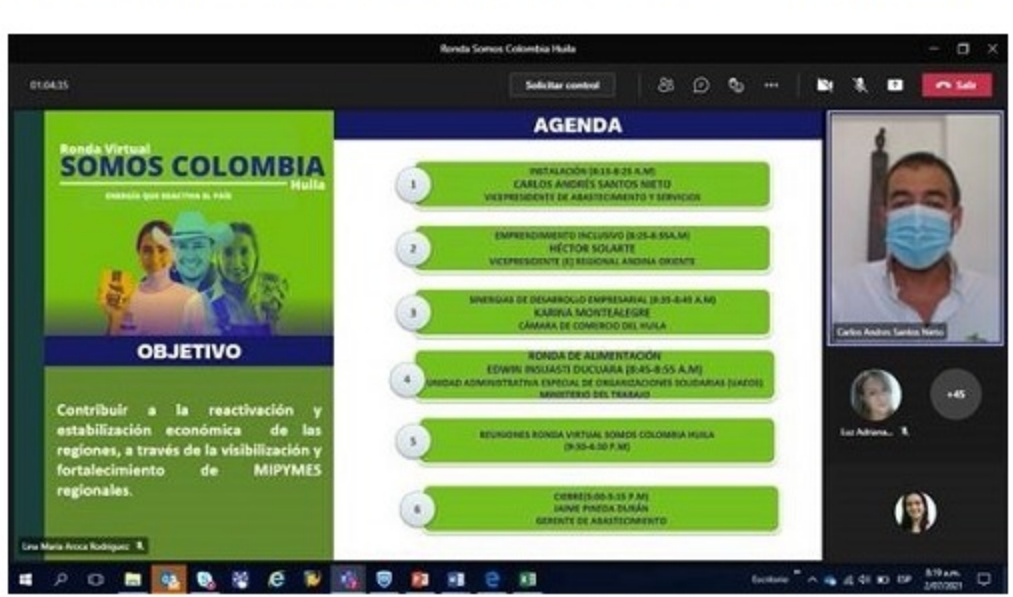 Ronda Somos Colombia Huila
01:04:35
Solicitar control
Salir
Ronda Virtual
SOMOS COLOMBIA
Huila
ENERGÍA QUE REACTIVA EL PAÍS
OBJETIVO
Contribuir a la reactivación y
estabilización económica de las
regiones, a través de la visibilización y
fortalecimiento de MIPYMES
regionales.
Lina María Aroca Rodríguez
AGENDA
1
INSTALACIÓN (8:15-8:25 A.M)
CARLOS ANDRÉS SANTOS NIETO
VICEPRESIDENTE DE ABASTECIMIENTO Y SERVICIOS
2
EMPRENDIMIENTO INCLUSIVO (8:25-8:35A.M)
HÉCTOR SOLARTE
VICEPRESIDENTE (E) REGIONAL ANDINA ORIENTE
3
SINERGIAS DE DESARROLLO EMPRESARIAL (8:35-8:45 A.M)
KARINA MONTEALEGRE
CÁMARA DE COMERCIO DEL HUILA
4
RONDA DE ALIMENTACIÓN
EDWIN INSUASTI DUCUARA (8:45-8:55 A.M)
UNIDAD ADMINISTRATIVA ESPECIAL DE ORGANIZACIONES SOLIDARIAS (UAEOS)
MINISTERIO DEL TRABAJO
5
REUNIONES RONDA VIRTUAL SOMOS COLOMBIA HUILA
6
CIERRE(5:00-5:15 P.M)
JAIME PINEDA DURÁN
GERENTE DE ABASTECIMIENTO
Carlos Andres Santos Nieto
Luz Adriana...
+45
Escritorio
ESP
8:19 a.m.
2/07/2021